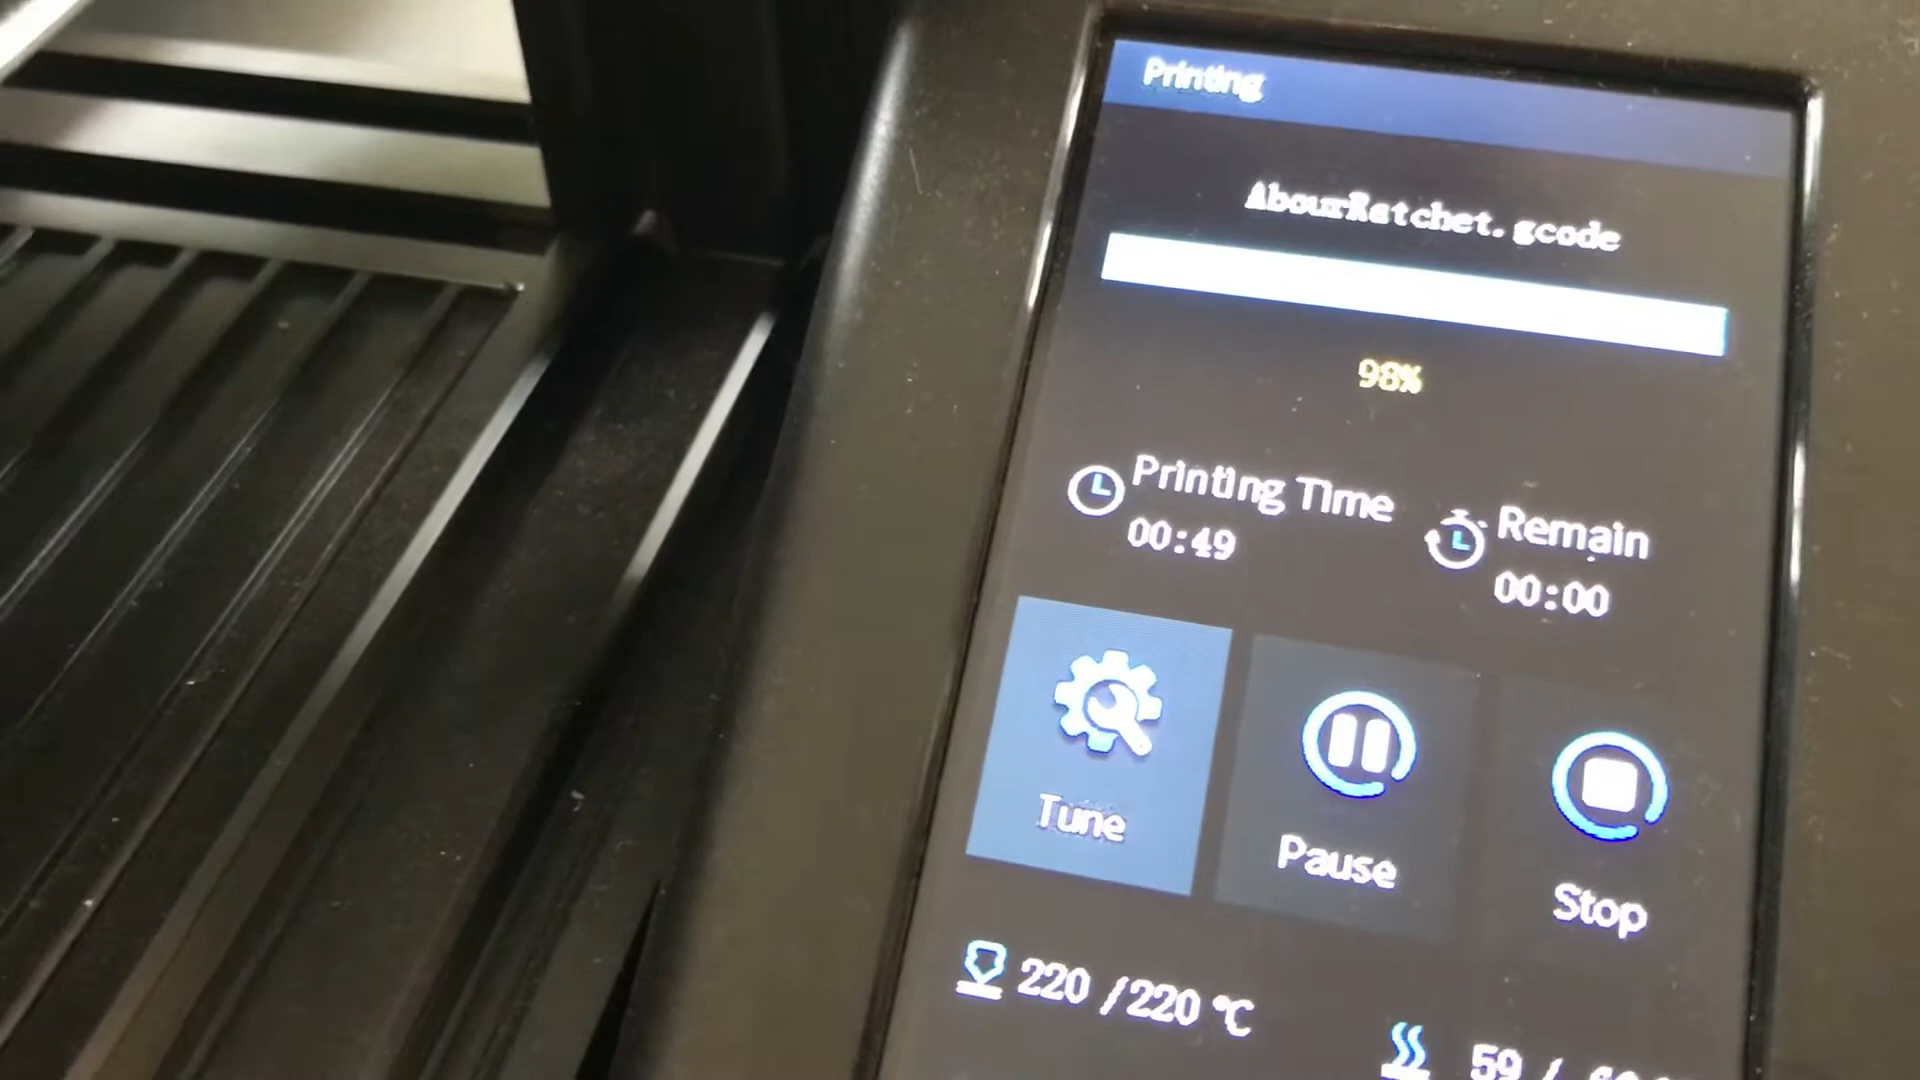 Printing
AbourRatchet.gcode
98%
Printing Time
00:49
Remain
00:00
Tune
Pause
Stop
220 /220 ℃
59 /